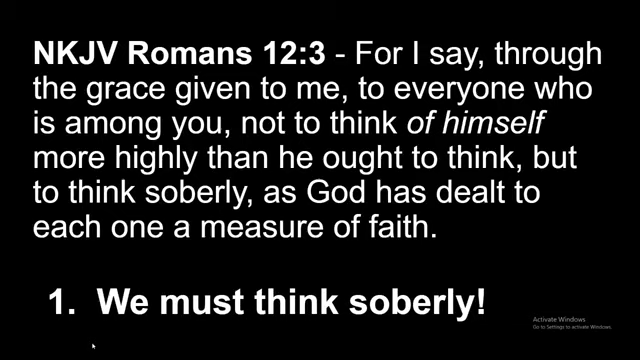 NKJV Romans 12:3 - For I say, through
the grace given to me, to everyone who
is among you, not to think of himself
more highly than he ought to think, but
to think soberly, as God has dealt to
each one a measure of faith.
1. We must think soberly!
Activate Windows
Go to Settings to activate Windows.